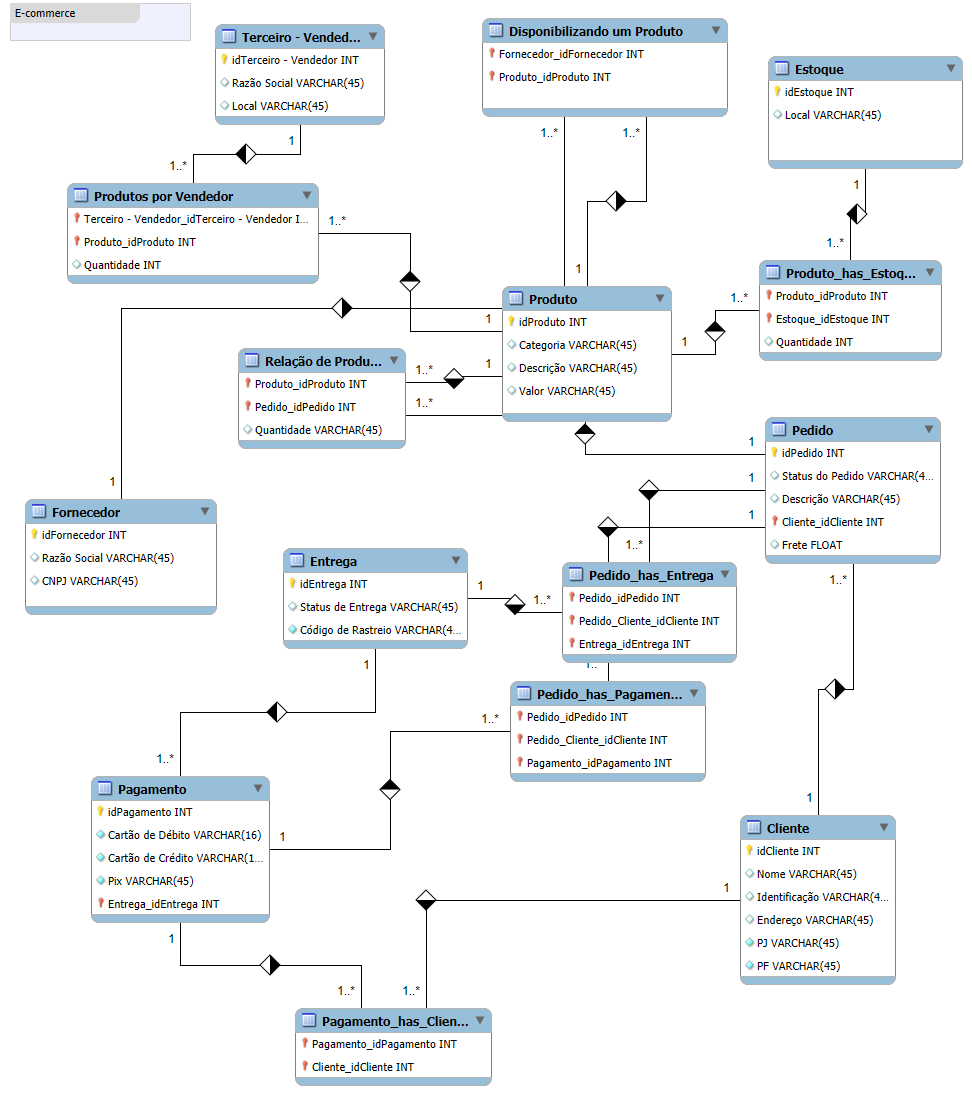 E-commerce
Terceiro - Vended...
idTerceiro - Vendedor INT
Razão Social VARCHAR(45)
Local VARCHAR(45)
1
1..*
Disponibilizando um Produto
Fornecedor_idFornecedor INT
Produto_idProduto INT
1..*
1..*
1
Estoque
idEstoque INT
Local VARCHAR(45)
1
1..*
Produtos por Vendedor
Terceiro - Vendedor_idTerceiro - Vendedor I...
Produto_idProduto INT
Quantidade INT
1..*
1
Produto_has_Estoq...
Produto_idProduto INT
Estoque_idEstoque INT
Quantidade INT
1..*
1
Produto
idProduto INT
Categoria VARCHAR(45)
Descrição VARCHAR(45)
Valor VARCHAR(45)
Relação de Produ...
Produto_idProduto INT
Pedido_idPedido INT
Quantidade VARCHAR(45)
1..*
1
1..*
1
Pedido
idPedido INT
Status do Pedido VARCHAR(4...
Descrição VARCHAR(45)
Cliente_idCliente INT
Frete FLOAT
1
1
1
1..*
1..*
Fornecedor
idFornecedor INT
Razão Social VARCHAR(45)
CNPJ VARCHAR(45)
Entrega
idEntrega INT
Status de Entrega VARCHAR(45)
Código de Rastreio VARCHAR(4...
1
1..*
1
1..*
Pedido_has_Entrega
Pedido_idPedido INT
Pedido_Cliente_idCliente INT
Entrega_idEntrega INT
1..
Pedido_has_Pagamen...
Pedido_idPedido INT
Pedido_Cliente_idCliente INT
Pagamento_idPagamento INT
1..*
1
Pagamento
idPagamento INT
Cartão de Débito VARCHAR(16)
Cartão de Crédito VARCHAR(1...
Pix VARCHAR(45)
Entrega_idEntrega INT
1
1..*
1
Cliente
idCliente INT
Nome VARCHAR(45)
Identificação VARCHAR(4...
Endereço VARCHAR(45)
PJ VARCHAR(45)
PF VARCHAR(45)
1
1..*
Pagamento_has_Clien...
Pagamento_idPagamento INT
Cliente_idCliente INT